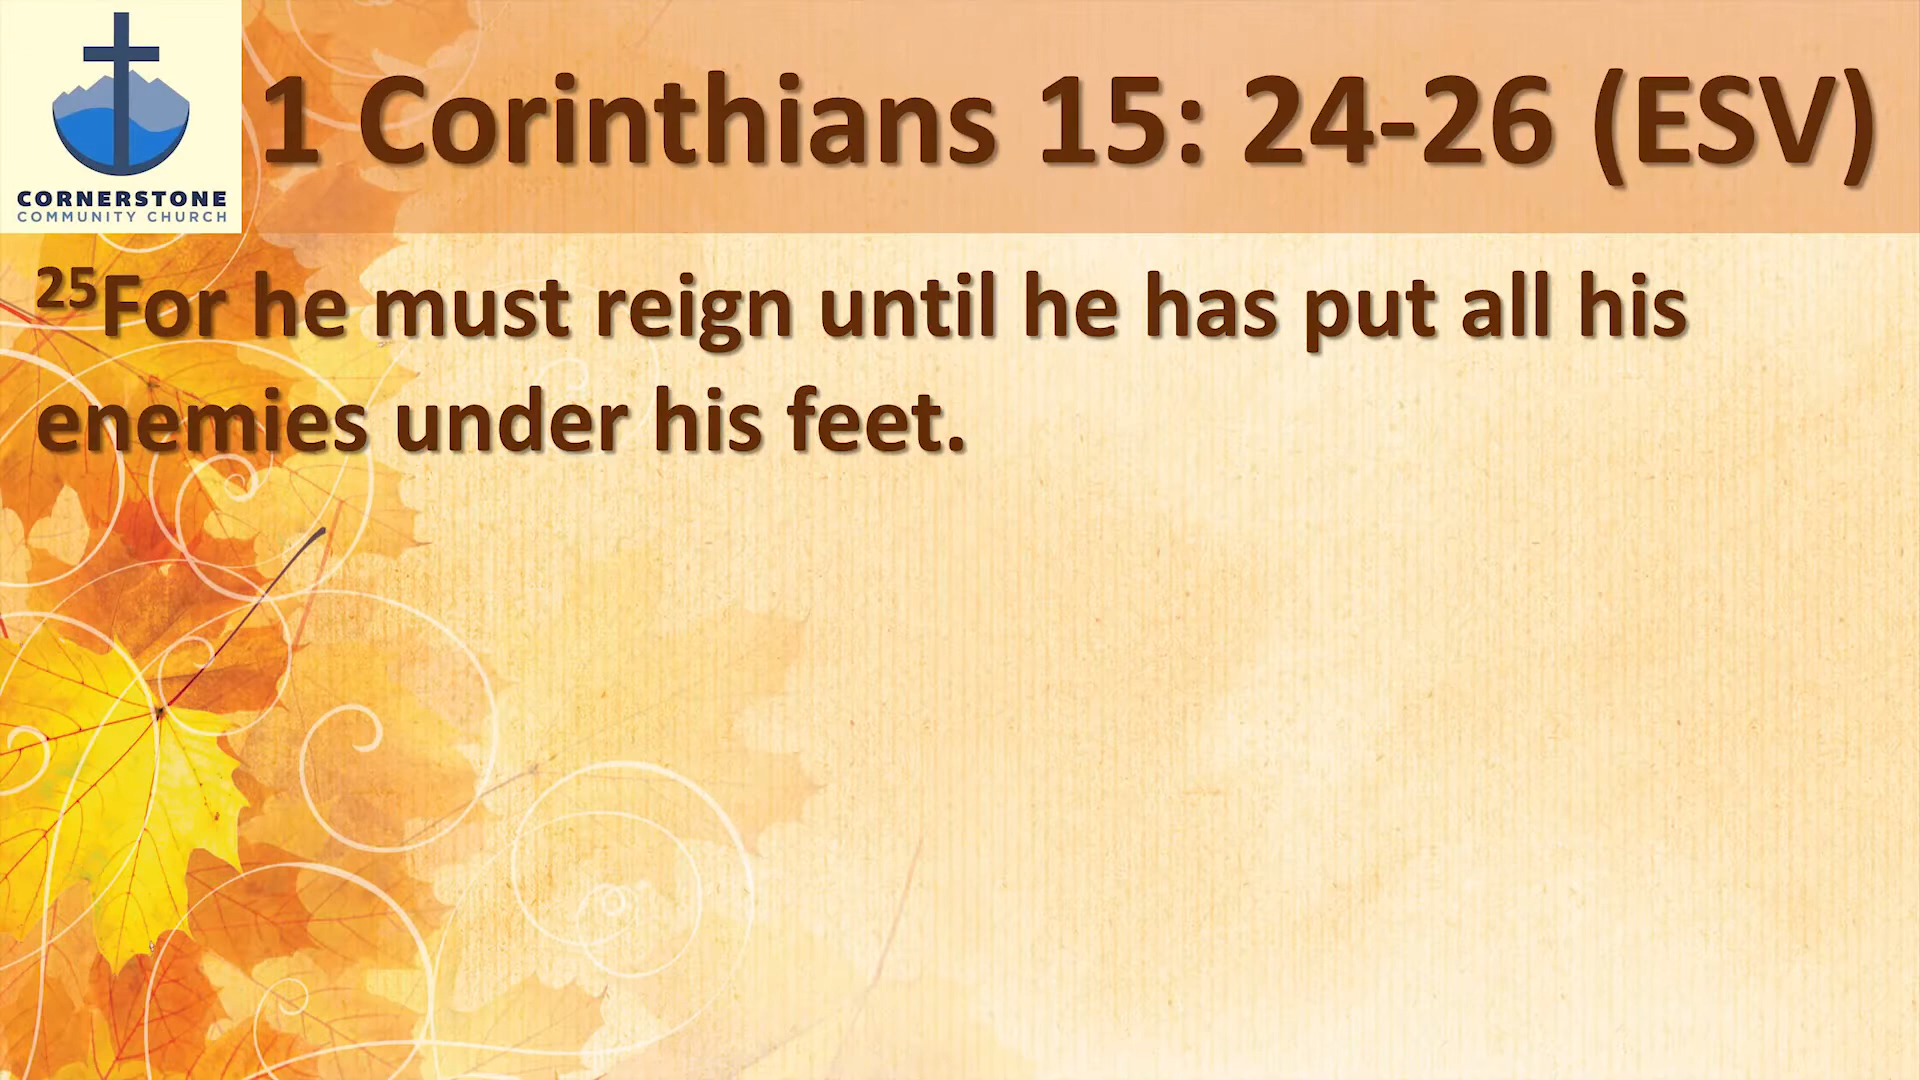 CORNERSTONE
COMMUNITY CHURCH
1 Corinthians 15: 24-26 (ESV)
25For he must reign until he has put all his
enemies under his feet.